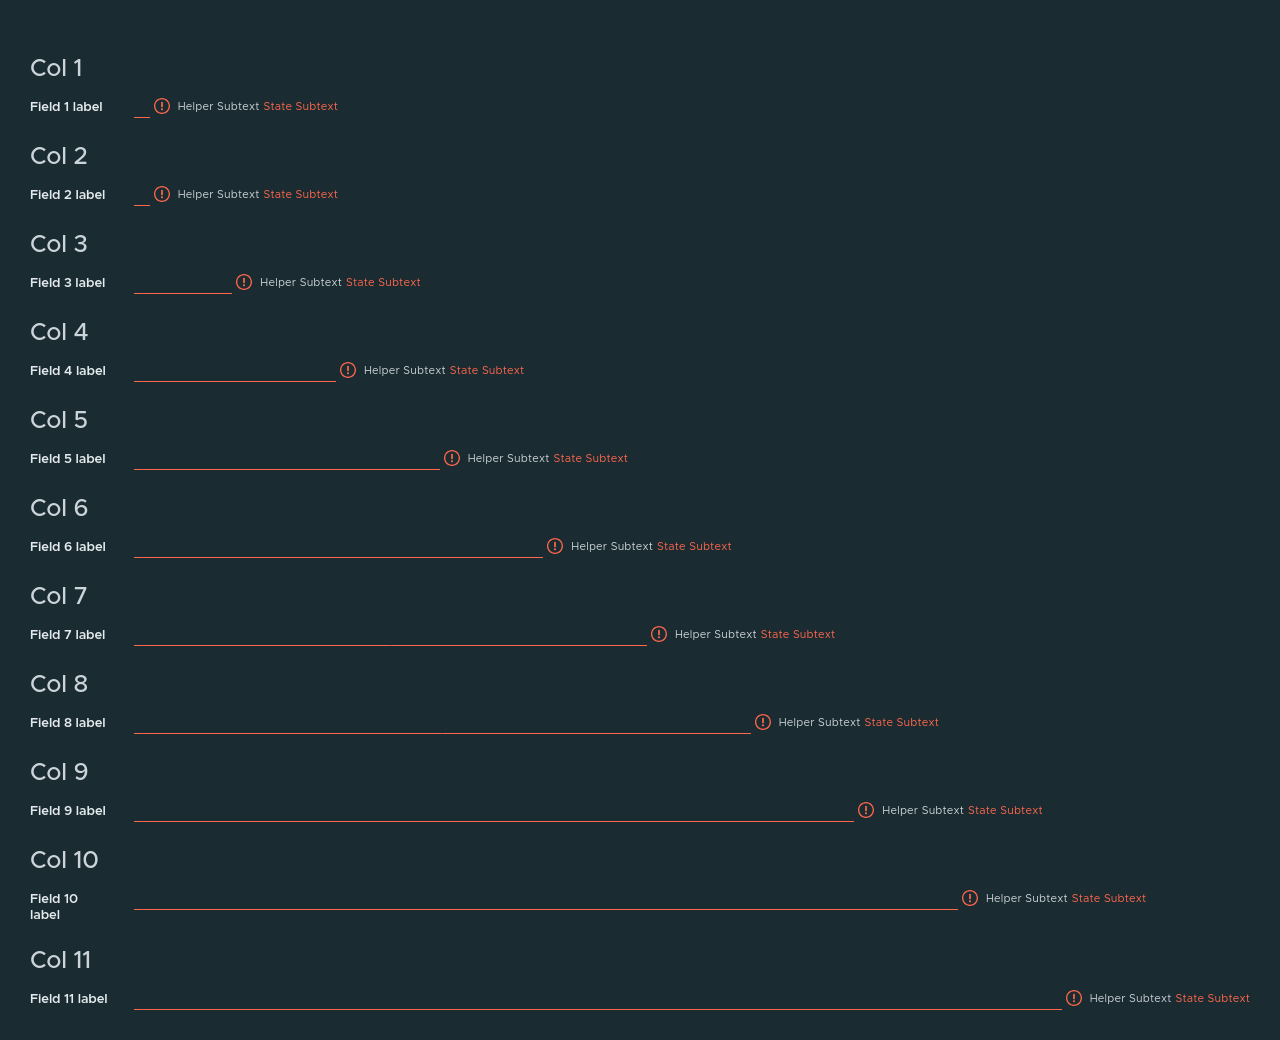 Col 1
Field 1 label Helper Subtext State Subtext
Col 2
Field 2 label Helper Subtext State Subtext
Col 3
Field 3 label Helper Subtext State Subtext
Col 4
Field 4 label Helper Subtext State Subtext
Col 5
Field 5 label Helper Subtext State Subtext
Col 6
Field 6 label Helper Subtext State Subtext
Col 7
Field 7 label Helper Subtext State Subtext
Col 8
Field 8 label Helper Subtext State Subtext
Col 9
Field 9 label Helper Subtext State Subtext
Col 10
Field 10 Helper Subtext State Subtext
label
Col 11
Field 11 label Helper Subtext State Subtext